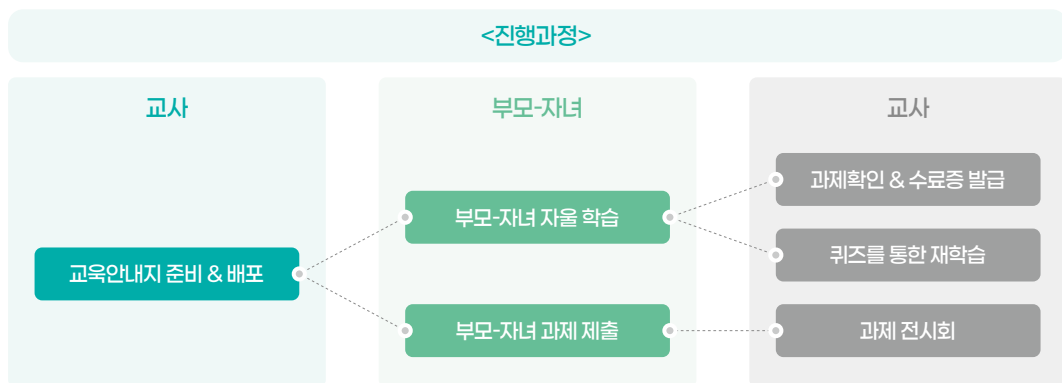 <진행과정>
교사
교육안내지 준비 & 배포
부모-자녀
부모-자녀 자율 학습
부모-자녀 과제 제출
교사
과제확인 & 수료증 발급
퀴즈를 통한 재학습
과제 전시회